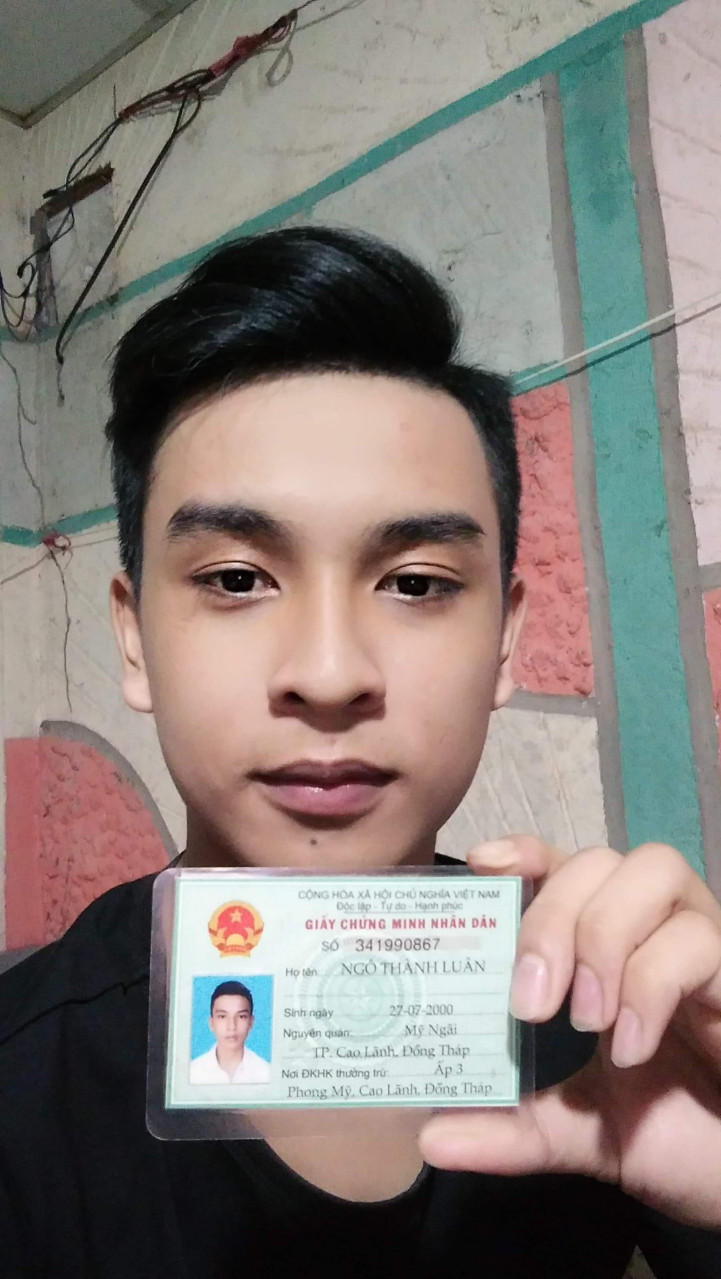 CỘNG HÒA XÃ HỘI CHỦ NGHĨA VIỆT NAM
Độc lập - Tự do - Hạnh phúc
GIẤY CHỨNG MINH NHÂN DÂN
SỐ 341990867
Họ tên: NGÔ THÀNH LUÂN
Sinh ngày 27-07-2000
Nguyên quán: Mỹ Ngãi
TP. Cao Lãnh, Đồng Tháp
Nơi ĐKHK thường trú: Ấp 3
Phong Mỹ, Cao Lãnh, Đồng Tháp